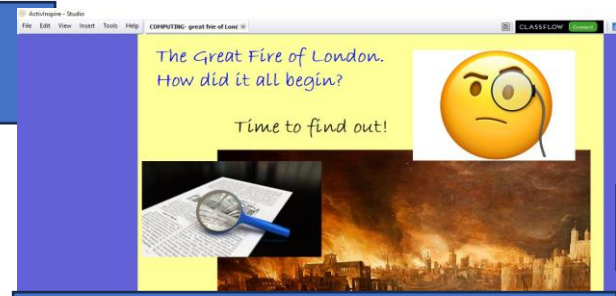 ActivInspire - Studio
File Edit View Insert Tools Help COMPUTING- great frie of Lonc
CLASSFLOW Connect
The Great Fire of London.
How did it all begin?
Time to find out!